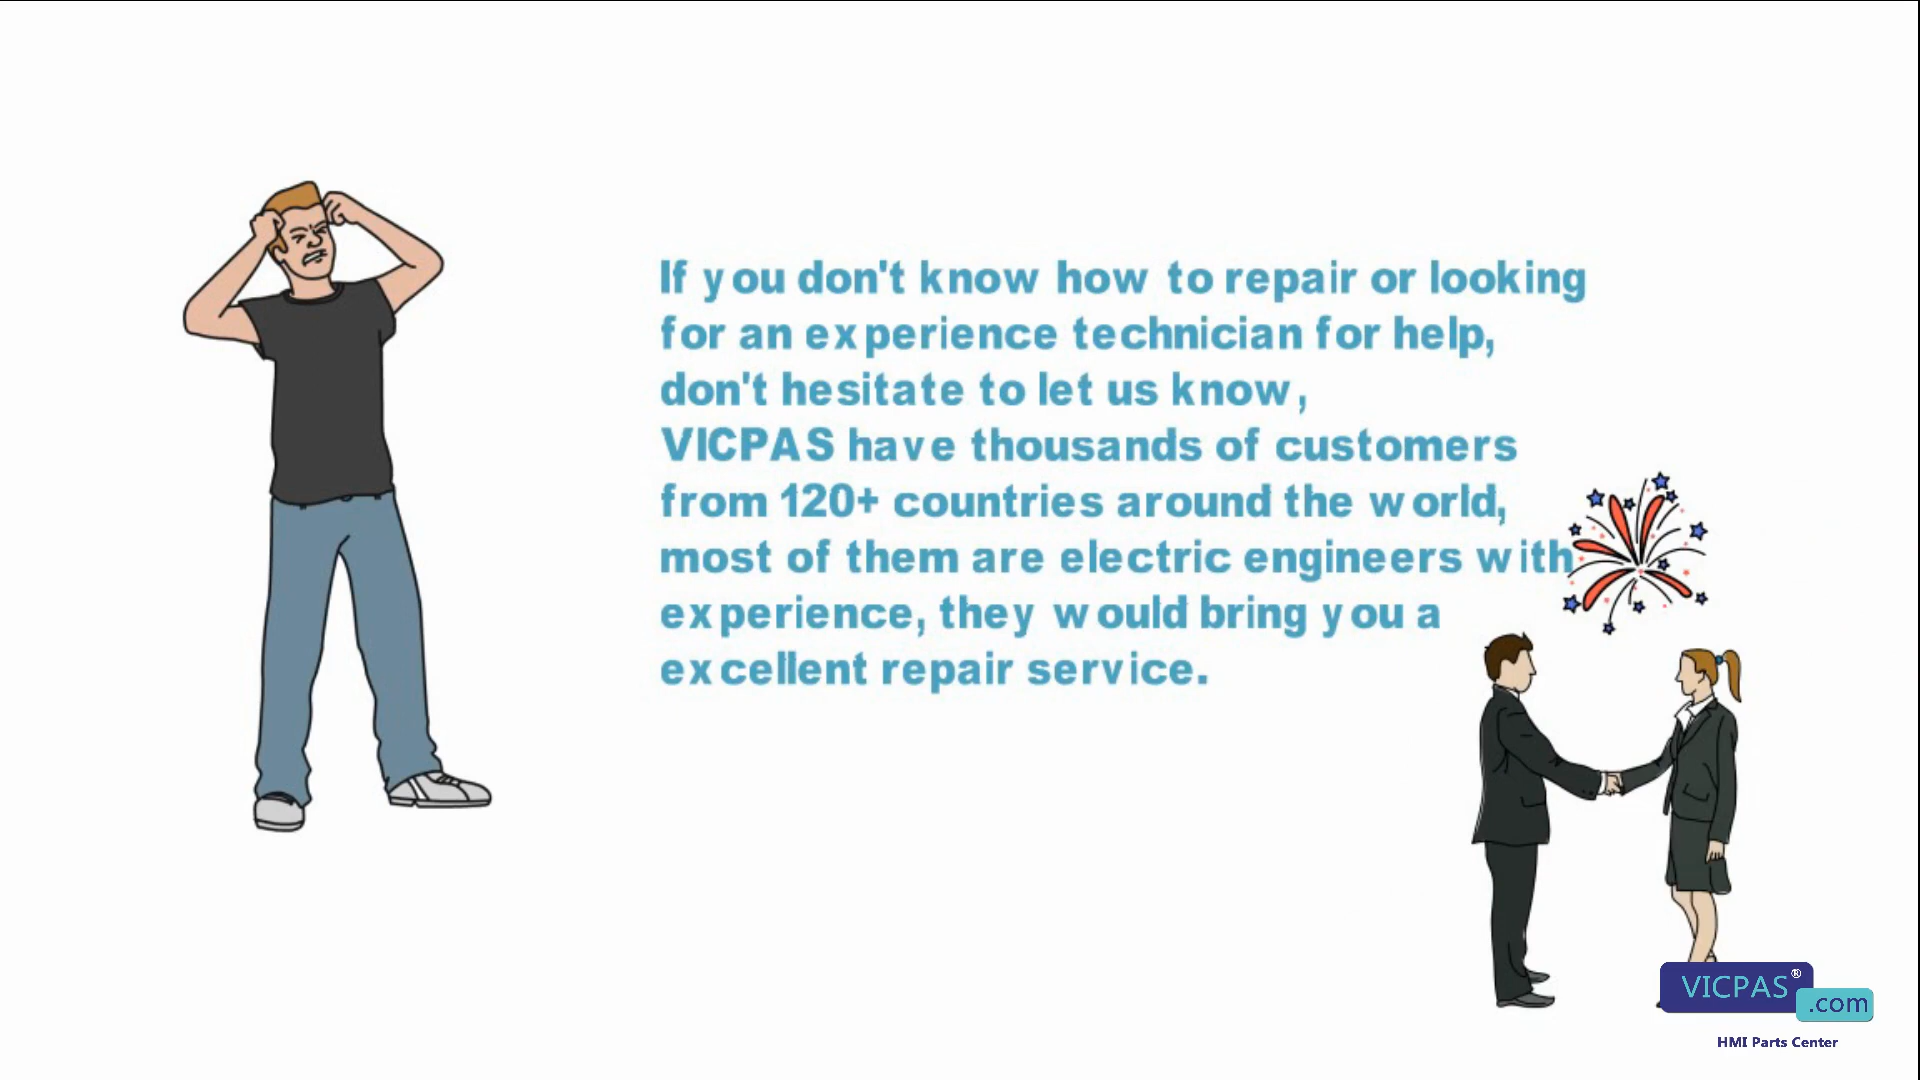 If you don't know how to repair or looking
for an experience technician for help,
don't hesitate to let us know,
VICPAS have thousands of customers
from 120+ countries around the world,
most of them are electric engineers with
experience, they would bring you a
excellent repair service.
VICPAS®
.com
HMI Parts Center